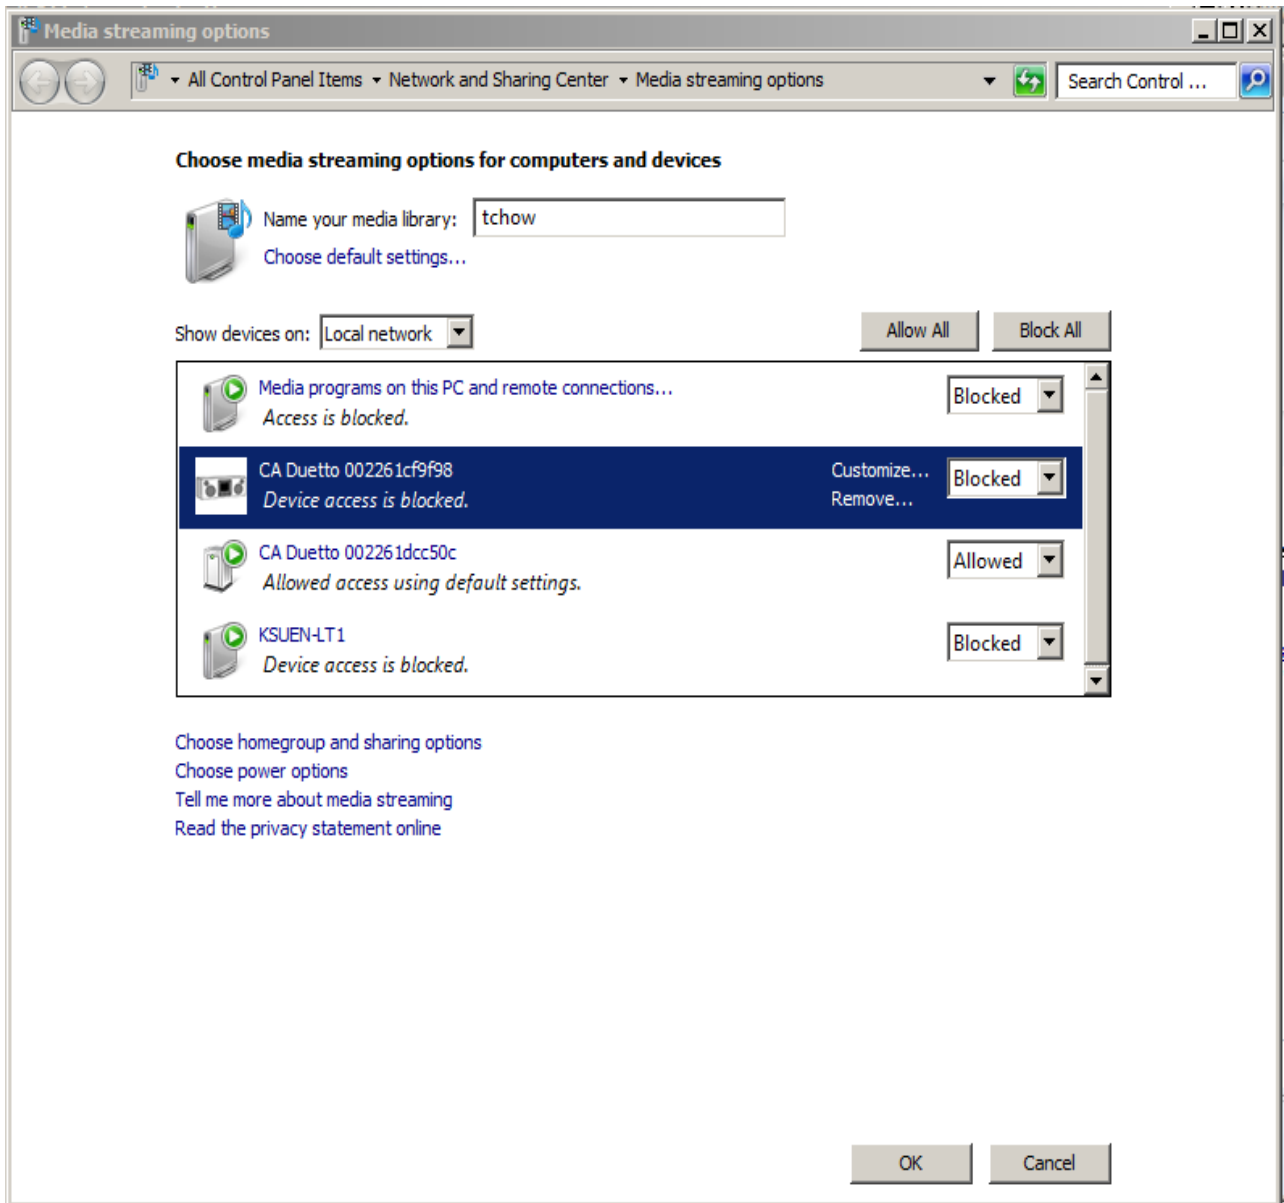 Media streaming options
All Control Panel Items Network and Sharing Center Media streaming options Search Control ...
Choose media streaming options for computers and devices
Name your media library: tchow
Choose default settings...
Show devices on: Local network Allow All Block All
Media programs on this PC and remote connections... Blocked
Access is blocked.
CA Duetto 002261cf9f98 Customize... Blocked
Device access is blocked. Remove...
CA Duetto 002261dcc50c Allowed
Allowed access using default settings.
KSUEN-LT1 Blocked
Device access is blocked.
Choose homegroup and sharing options
Choose power options
Tell me more about media streaming
Read the privacy statement online
OK Cancel